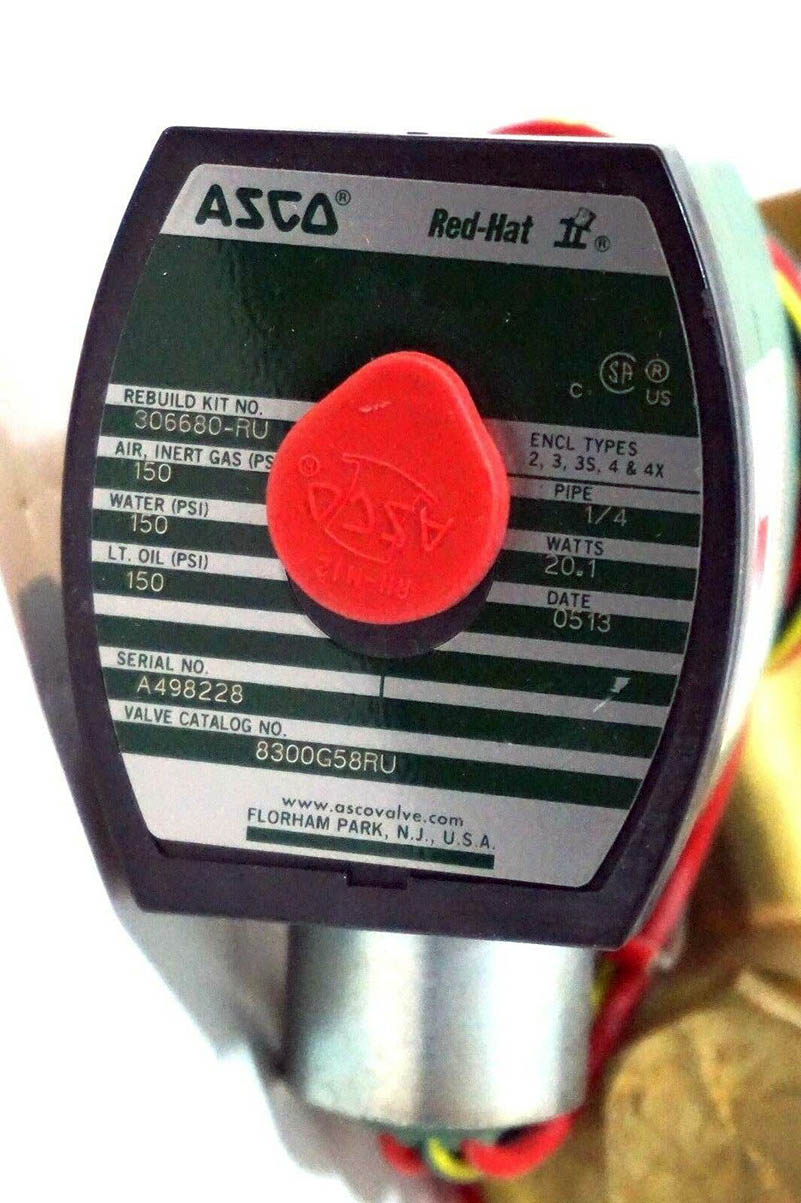 ASCO®
Red-Hat II®
C SA ® US
REBUILD KIT NO.
306680-RU
AIR, INERT GAS (PS
150
WATER (PSI)
150
LT. OIL (PSI)
150
ENCL TYPES
2, 3, 3S, 4 & 4X
PIPE
1/4
WATTS
20.1
DATE
0513
ASCO®
SERIAL NO.
A498228
VALVE CATALOG NO.
8300G58RU
www.ascovalve.com
FLORHAM PARK, N.J., U.S.A.